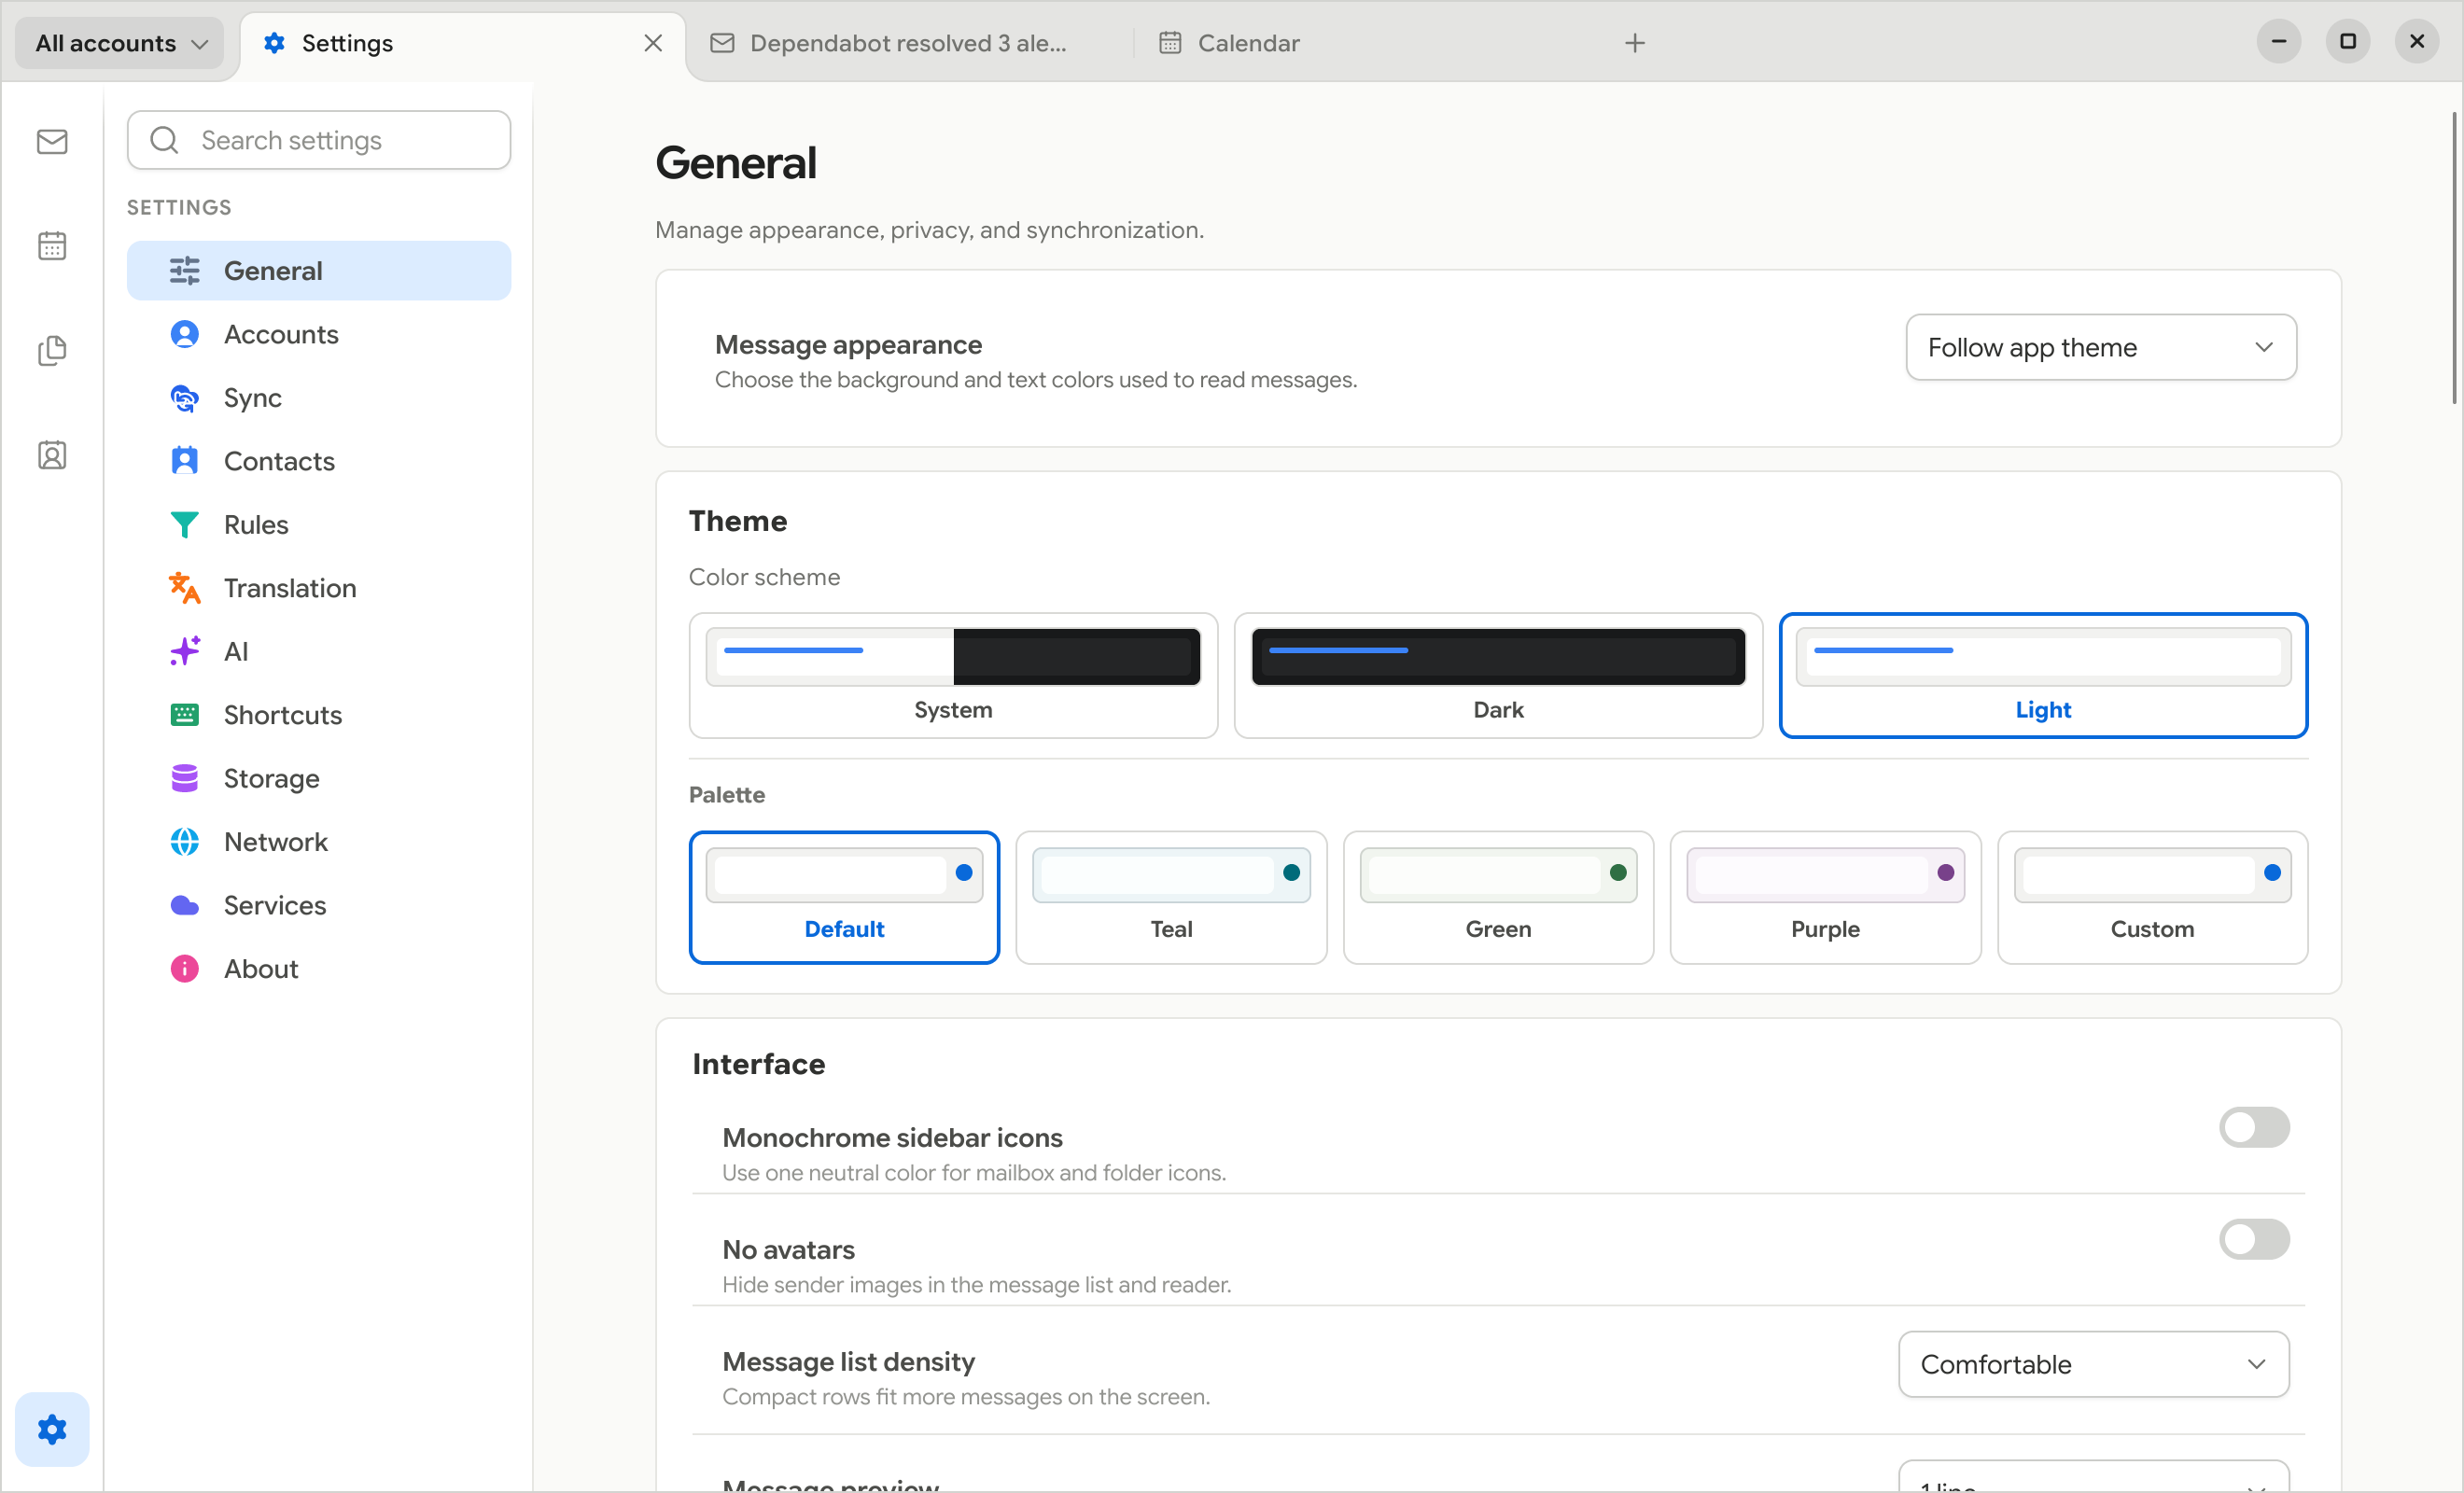 All accounts
Settings
Dependabot resolved 3 ale...
Calendar
Search settings
SETTINGS
General
Accounts
Sync
Contacts
Rules
Translation
AI
Shortcuts
Storage
Network
Services
About
General
Manage appearance, privacy, and synchronization.
Message appearance
Choose the background and text colors used to read messages.
Follow app theme
Theme
Color scheme
System
Dark
Light
Palette
Default
Teal
Green
Purple
Custom
Interface
Monochrome sidebar icons
Use one neutral color for mailbox and folder icons.
No avatars
Hide sender images in the message list and reader.
Message list density
Compact rows fit more messages on the screen.
Comfortable
Message preview
1 line